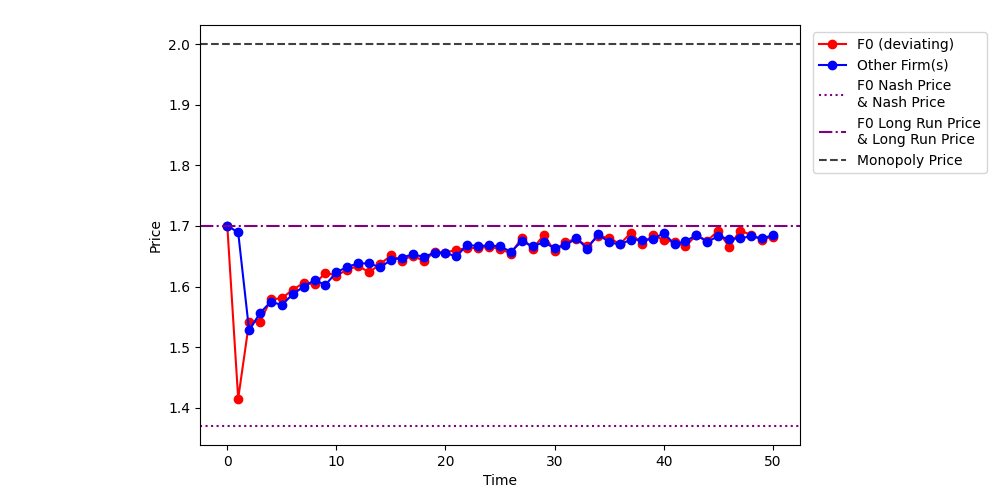 2.0
1.9
1.8
1.7
1.6
1.5
1.4
Price
0
10
20
30
40
50
Time
F0 (deviating)
Other Firm(s)
F0 Nash Price
& Nash Price
F0 Long Run Price
& Long Run Price
Monopoly Price